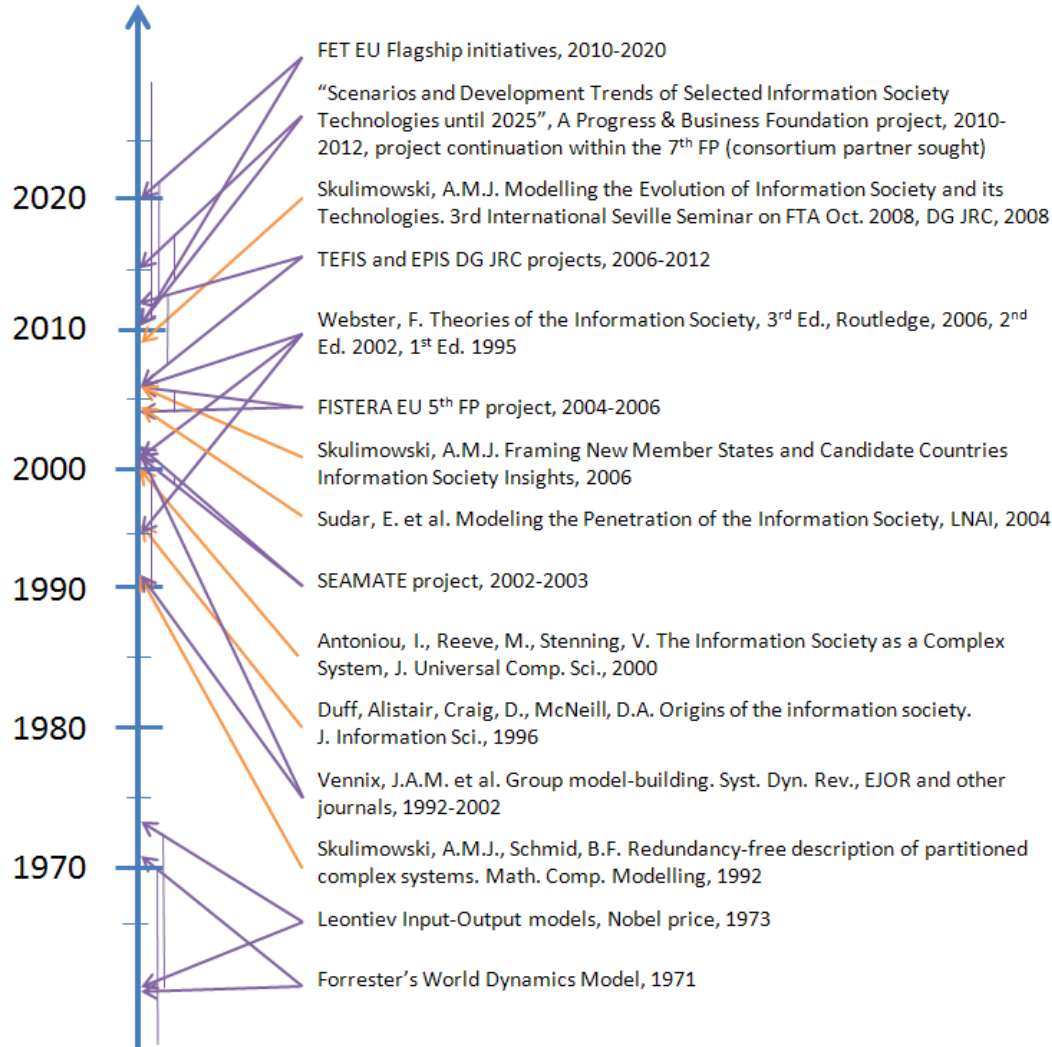 FET EU Flagship initiatives, 2010-2020
“Scenarios and Development Trends of Selected Information Society
Technologies until 2025”, A Progress & Business Foundation project, 2010-
2012, project continuation within the 7th FP (consortium partner sought)
2020
Skulimowski, A.M.J. Modelling the Evolution of Information Society and its
Technologies. 3rd International Seville Seminar on FTA Oct. 2008, DG JRC, 2008
TEFIS and EPIS DG JRC projects, 2006-2012
2010
Webster, F. Theories of the Information Society, 3rd Ed., Routledge, 2006, 2nd
Ed. 2002, 1st Ed. 1995
FISTERA EU 5th FP project, 2004-2006
2000
Skulimowski, A.M.J. Framing New Member States and Candidate Countries
Information Society Insights, 2006
Sudar, E. et al. Modeling the Penetration of the Information Society, LNAI, 2004
1990
SEAMATE project, 2002-2003
Antoniou, I., Reeve, M., Stenning, V. The Information Society as a Complex
System, J. Universal Comp. Sci., 2000
1980
Duff, Alistair, Craig, D., McNeill, D.A. Origins of the information society.
J. Information Sci., 1996
Vennix, J.A.M. et al. Group model-building. Syst. Dyn. Rev., EJOR and other
journals, 1992-2002
1970
Skulimowski, A.M.J., Schmid, B.F. Redundancy-free description of partitioned
complex systems. Math. Comp. Modelling, 1992
Leontiev Input-Output models, Nobel price, 1973
Forrester’s World Dynamics Model, 1971